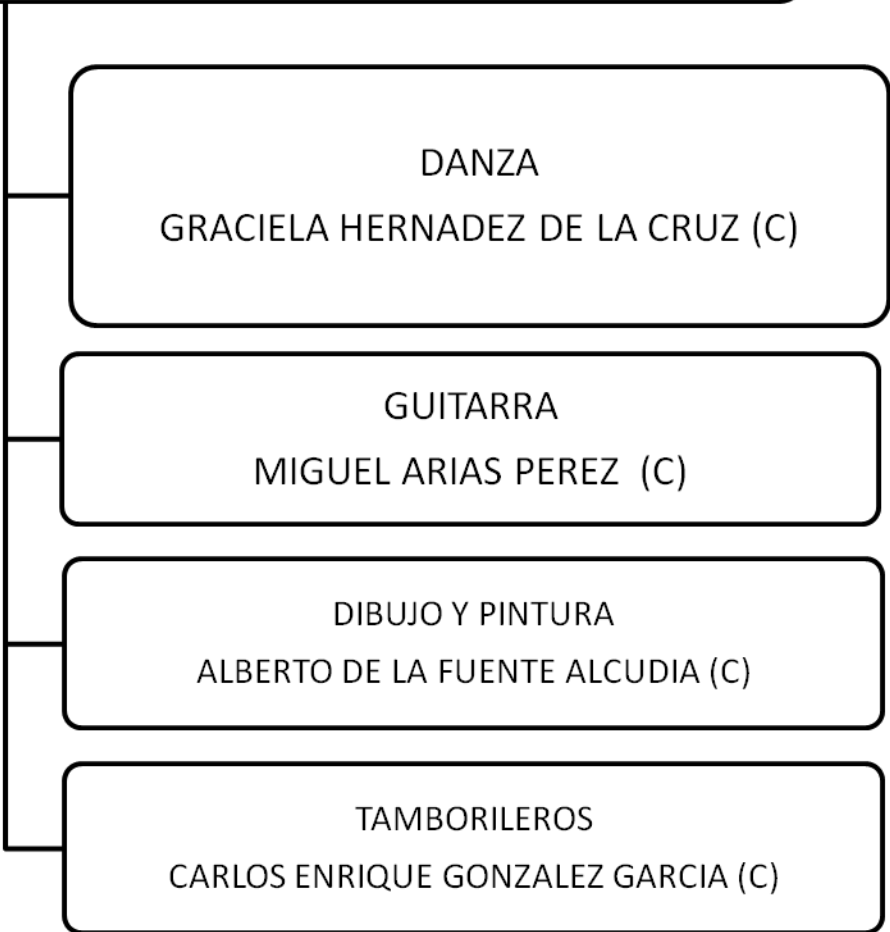 DANZA
GRACIELA HERNADEZ DE LA CRUZ (C)
GUITARRA
MIGUEL ARIAS PEREZ (C)
DIBUJO Y PINTURA
ALBERTO DE LA FUENTE ALCUDIA (C)
TAMBORILEROS
CARLOS ENRIQUE GONZALEZ GARCIA (C)